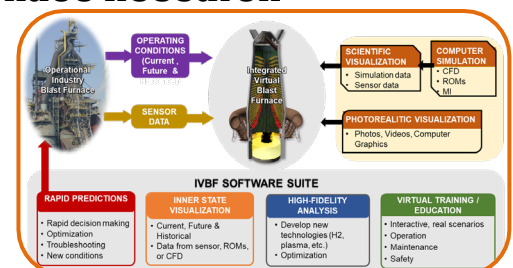 OPERATING
CONDITIONS
(Current ,
Future &
Operational
Industry
Blast Furnace
SENSOR
DATA
Integrated
Virtual
Blast
Furnace
SCIENTIFIC
VISUALIZATION
• Simulation data
• Sensor data
COMPUTER
SIMULATION
• CFD
• ROMs
• MI
PHOTOREALITIC VISUALIZATION
• Photos, Videos, Computer
Graphics
IVBF SOFTWARE SUITE
RAPID PREDICTIONS
• Rapid decision making
• Optimization
• Troubleshooting
• New conditions
INNER STATE
VISUALIZATION
• Current, Future &
Historical
• Data from sensor, ROMs,
or CFD
HIGH-FIDELITY
ANALYSIS
• Develop new
technologies (H2,
plasma, etc.)
• Optimization
VIRTUAL TRAINING /
EDUCATION
• Interactive, real scenarios
• Operation
• Maintenance
• Safety